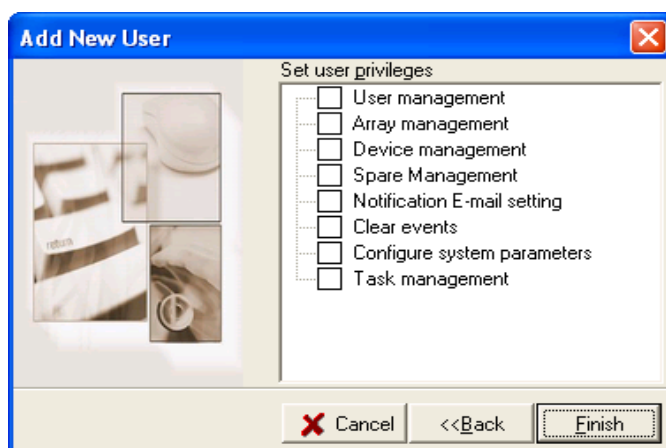 Add New User
Set user privileges
User management
Array management
Device management
Spare Management
Notification E-mail setting
Clear events
Configure system parameters
Task management
return
Cancel
<<Back
Finish